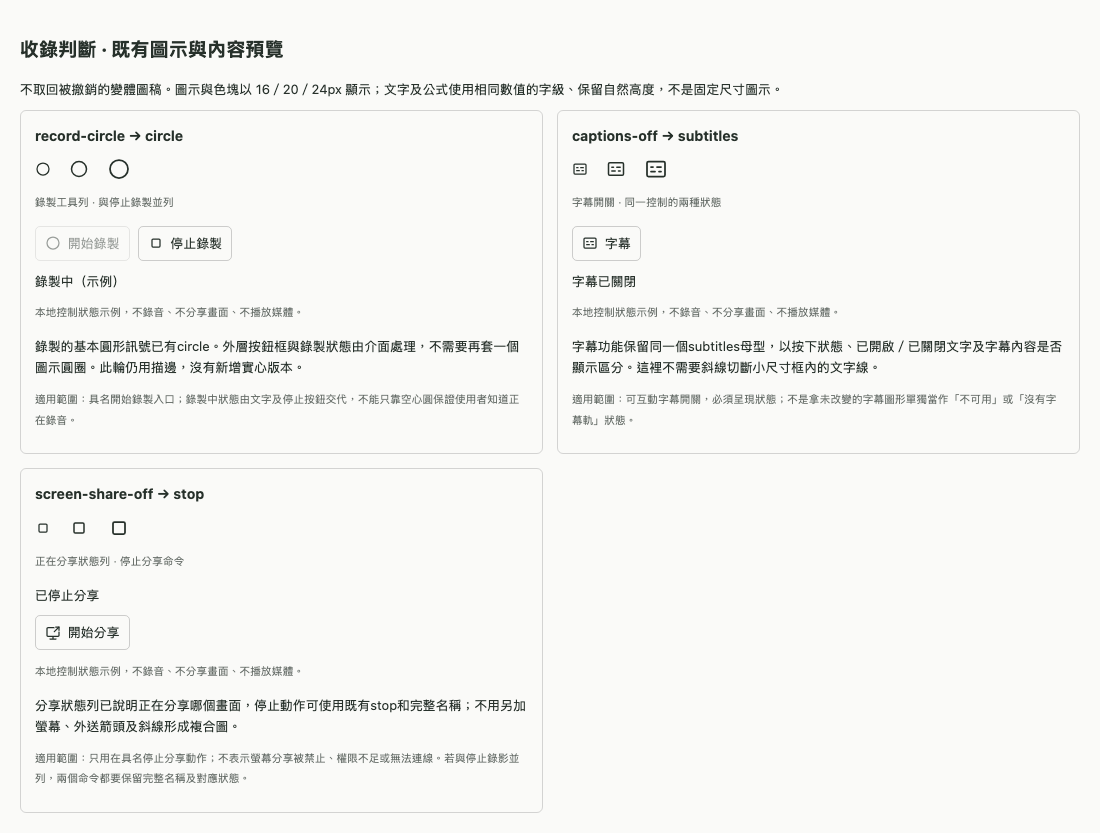 收錄判斷 · 既有圖示與內容預覽
不取回被撤銷的變體圖稿。圖示與色塊以 16 / 20 / 24px 顯示；文字及公式使用相同數值的字級、保留自然高度，不是固定尺寸圖示。
record-circle → circle
錄製工具列 · 與停止錄製並列
開始錄製
停止錄製
錄製中（示例）
本地控制狀態示例，不錄音、不分享畫面、不播放媒體。
錄製的基本圓形訊號已有circle。外層按鈕框與錄製狀態由介面處理，不需要再套一個
圖示圓圈。此輪仍用描邊，沒有新增實心版本。
適用範圍：具名開始錄製入口；錄製中狀態由文字及停止按鈕交代，不能只靠空心圓保證使用者知道正
在錄音。
captions-off → subtitles
字幕開關 · 同一控制的兩種狀態
字幕
字幕已關閉
本地控制狀態示例，不錄音、不分享畫面、不播放媒體。
字幕功能保留同一個subtitles母型，以按下狀態、已開啟 / 已關閉文字及字幕內容是否
顯示區分。這裡不需要斜線切斷小尺寸框內的文字線。
適用範圍：可互動字幕開關，必須呈現狀態；不是拿未改變的字幕圖形單獨當作「不可用」或「沒有字
幕軌」狀態。
screen-share-off → stop
正在分享狀態列 · 停止分享命令
已停止分享
開始分享
本地控制狀態示例，不錄音、不分享畫面、不播放媒體。
分享狀態列已說明正在分享哪個畫面，停止動作可使用既有stop和完整名稱；不用另加
螢幕、外送箭頭及斜線形成複合圖。
適用範圍：只用在具名停止分享動作；不表示螢幕分享被禁止、權限不足或無法連線。若與停止錄影並
列，兩個命令都要保留完整名稱及對應狀態。